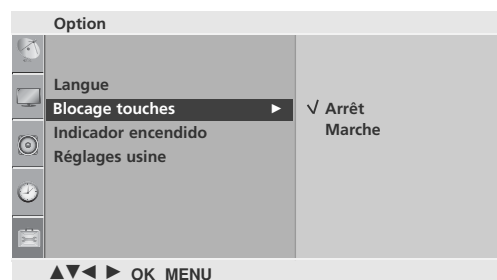 Option
Langue
Blocage touches ►
Indicador encendido
Réglages usine
√ Arrêt
Marche
▲▼◄ ► OK MENU